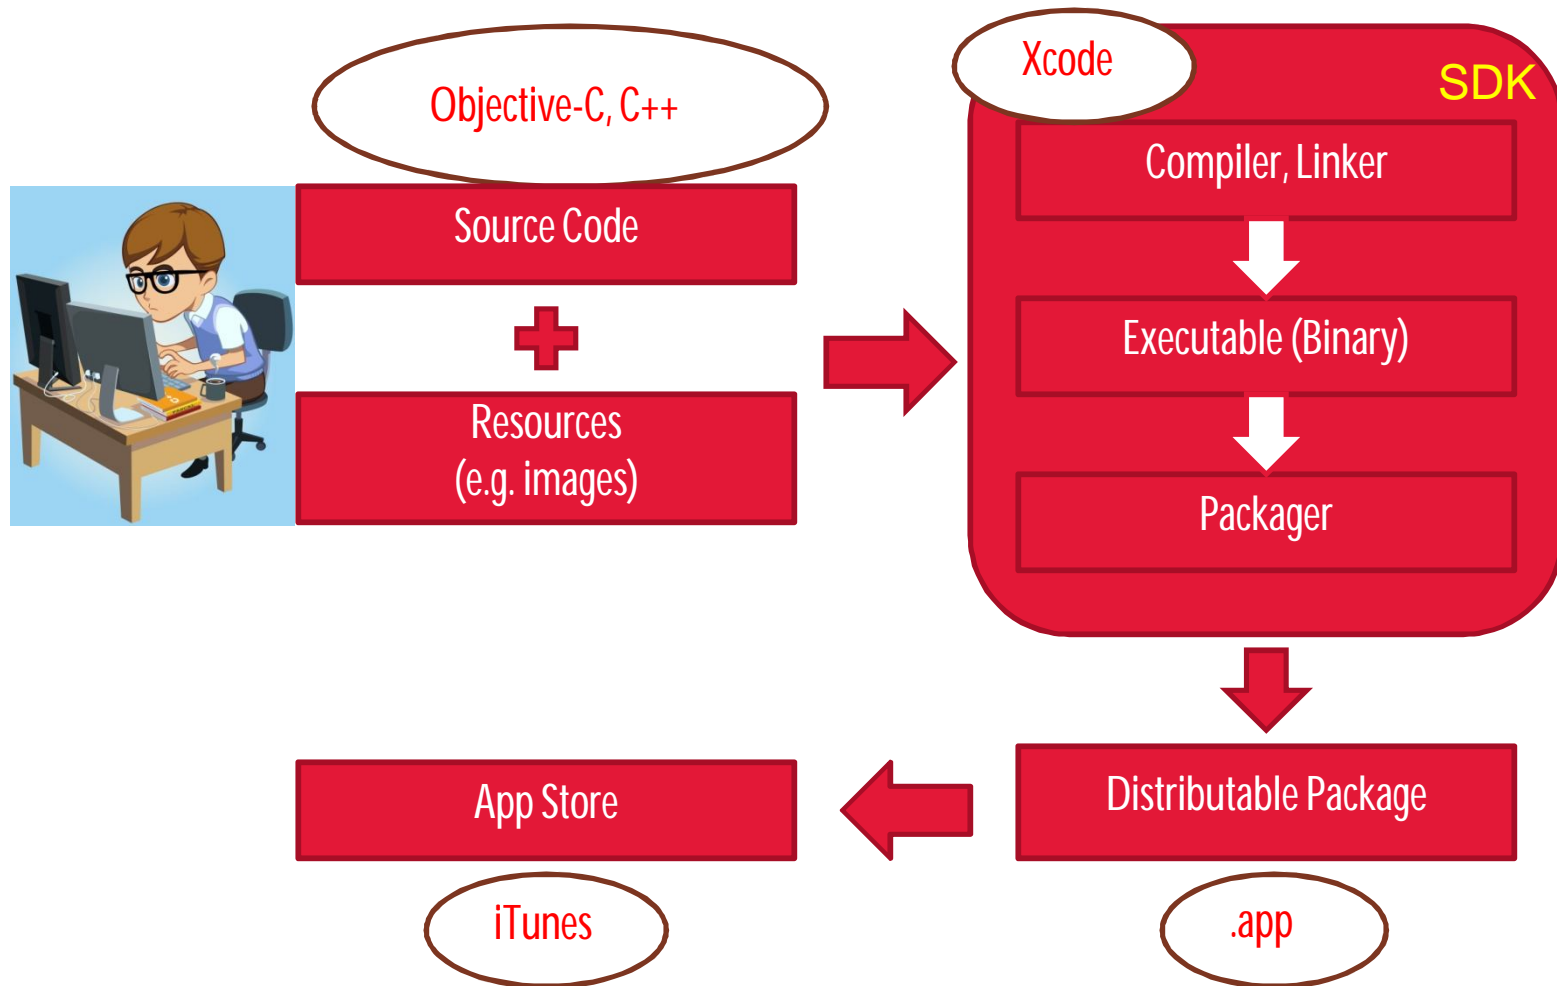 Objective-C, C++
Source Code
Resources
(e.g. images)
Xcode
SDK
Compiler, Linker
Executable (Binary)
Packager
Distributable Package
.app
App Store
iTunes